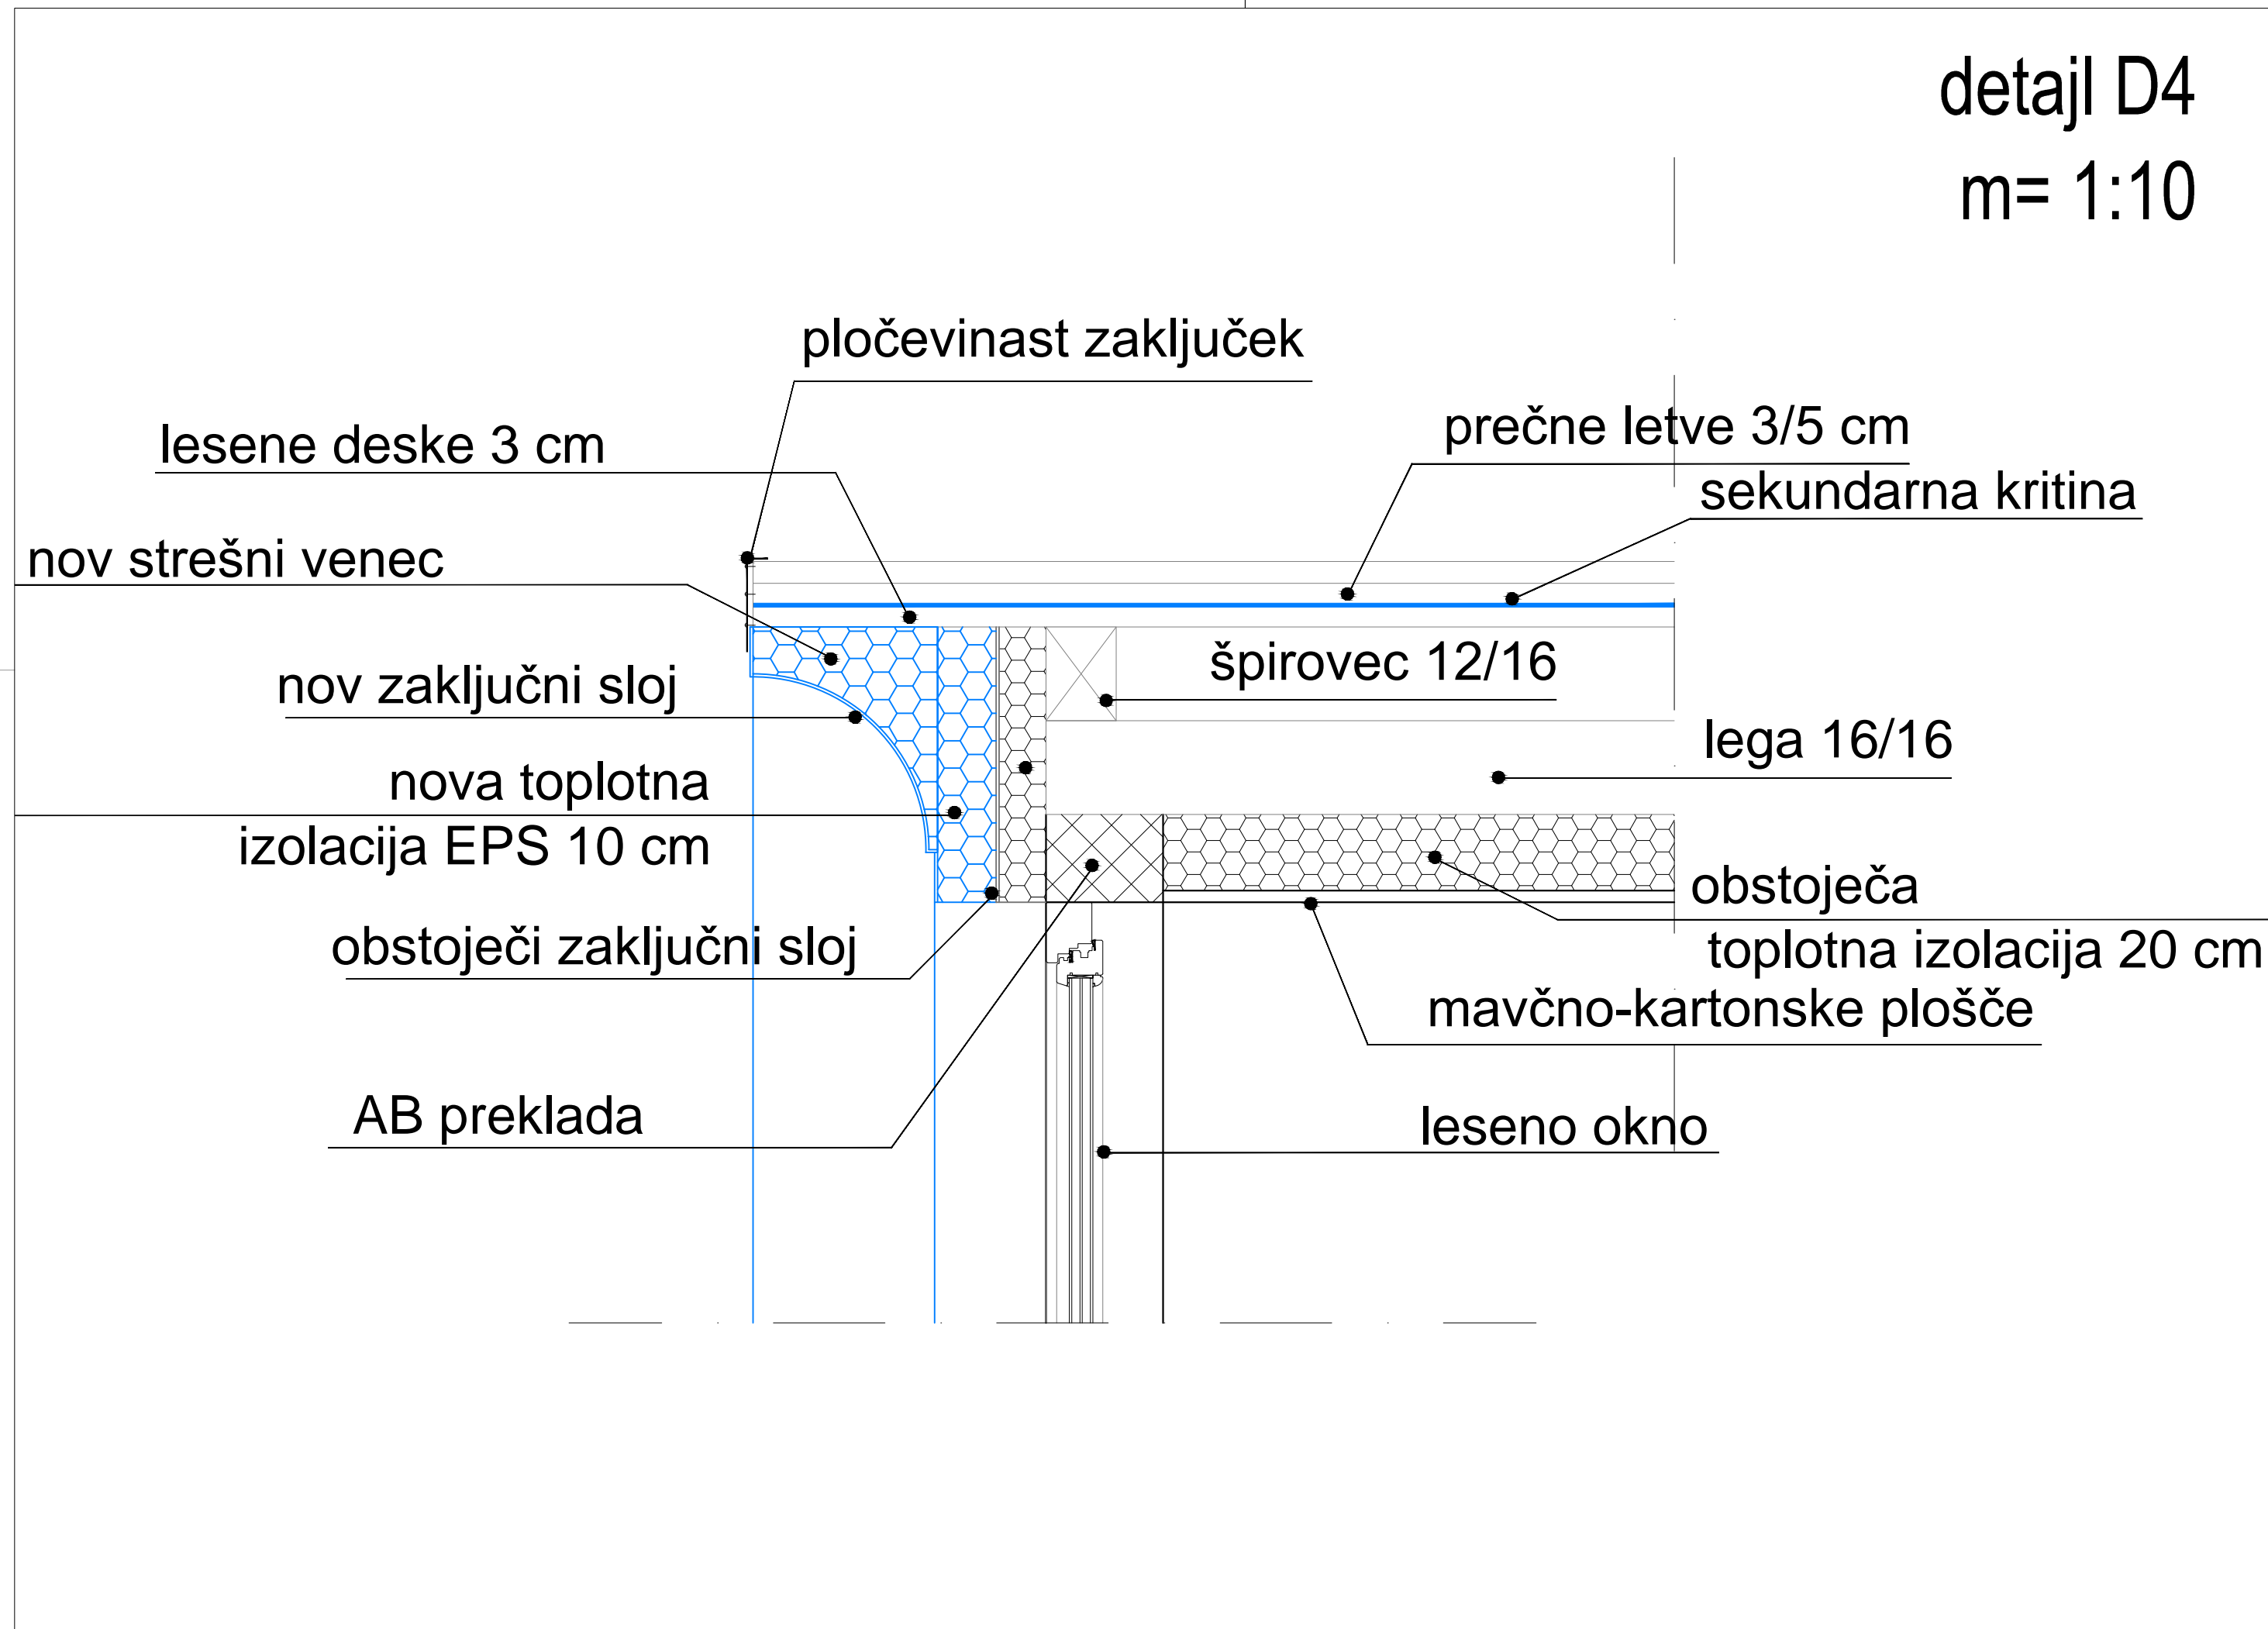 detajl D4
m= 1:10
pločevinast zaključek
lesene deske 3 cm
prečne letve 3/5 cm
sekundarna kritina
nov strešni venec
špirovec 12/16
nov zaključni sloj
lega 16/16
nova toplotna
izolacija EPS 10 cm
obstoječa
toplotna izolacija 20 cm
obstoječi zaključni sloj
mavčno-kartonske plošče
AB preklada
leseno okno